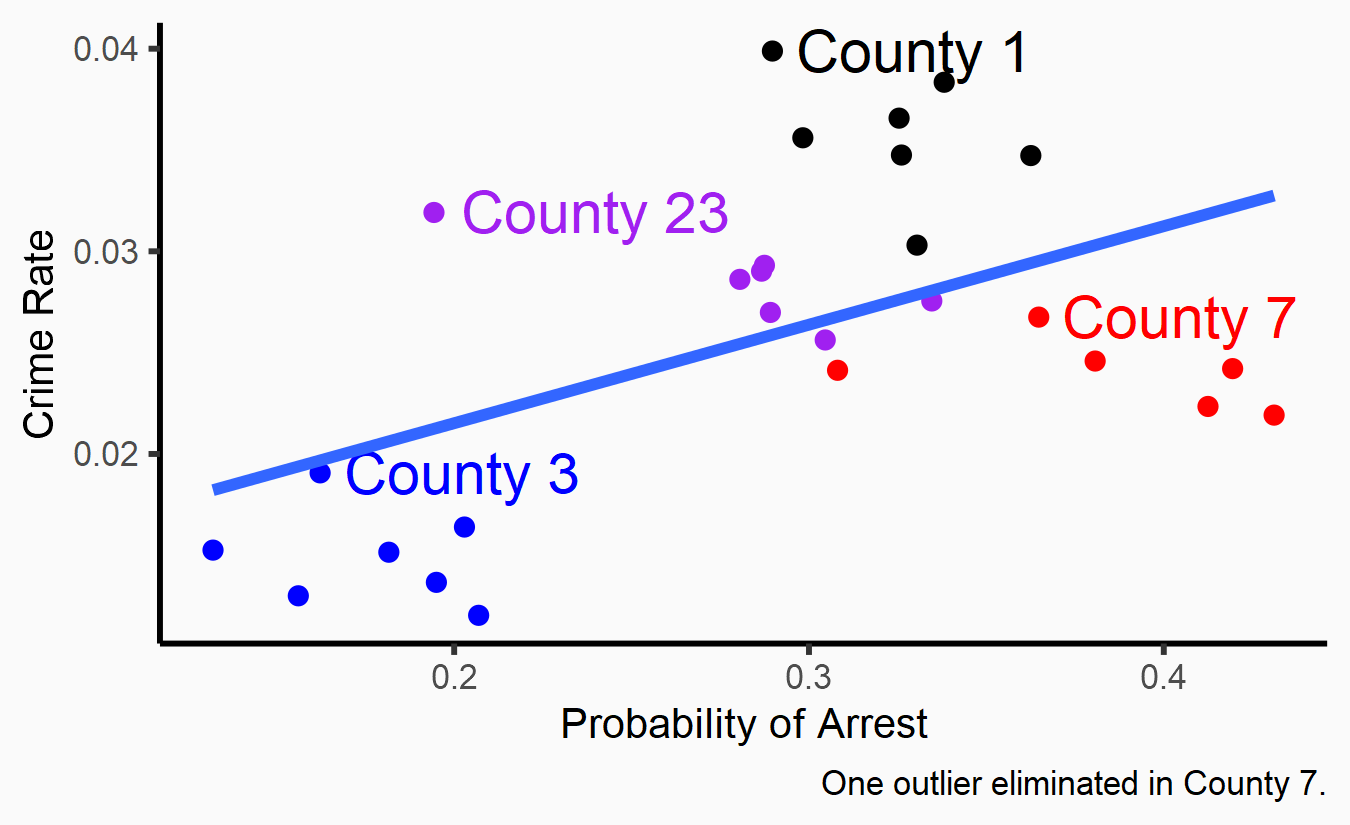 0.04
County 1
County 23
0.03
Crime Rate
County 7
0.02
County 3
0.2
0.3
0.4
Probability of Arrest
One outlier eliminated in County 7.